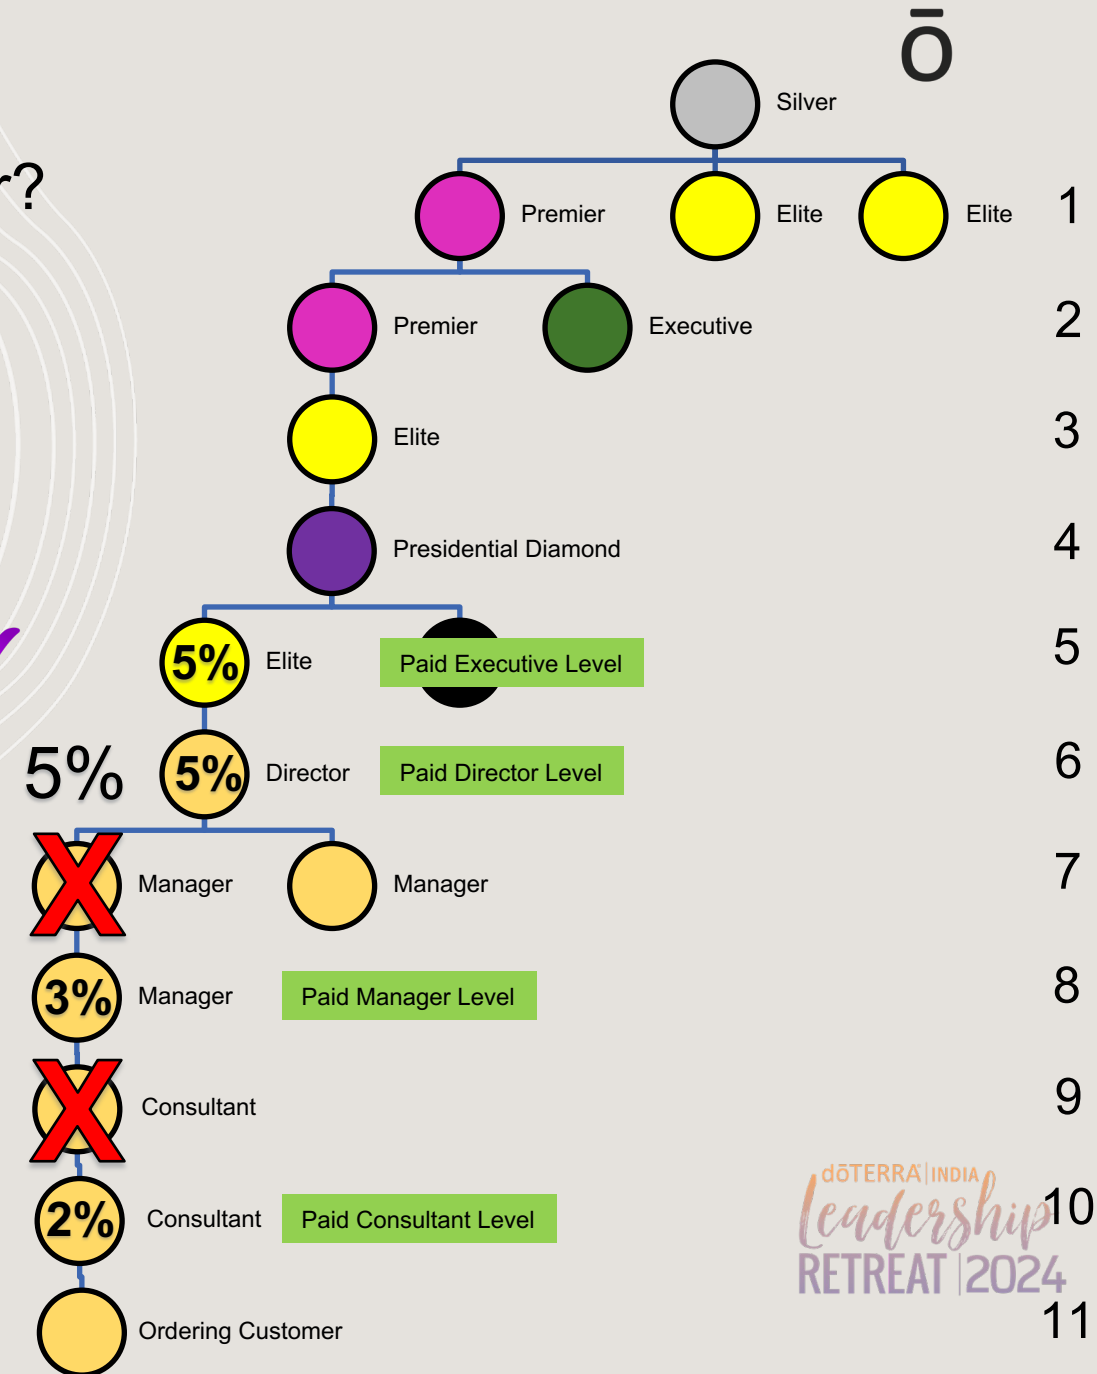 ō
Silver
r?
Premier
Elite
Elite
1
Premier
Executive
2
Elite
3
Presidential Diamond
4
5%
Elite
Paid Executive Level
5
5%
5%
Director
Paid Director Level
6
X
Manager
Manager
7
3%
Manager
Paid Manager Level
8
X
Consultant
9
2%
Consultant
Paid Consultant Level
10
dōTERRA | INDIA
Leadership
RETREAT | 2024
Ordering Customer
11